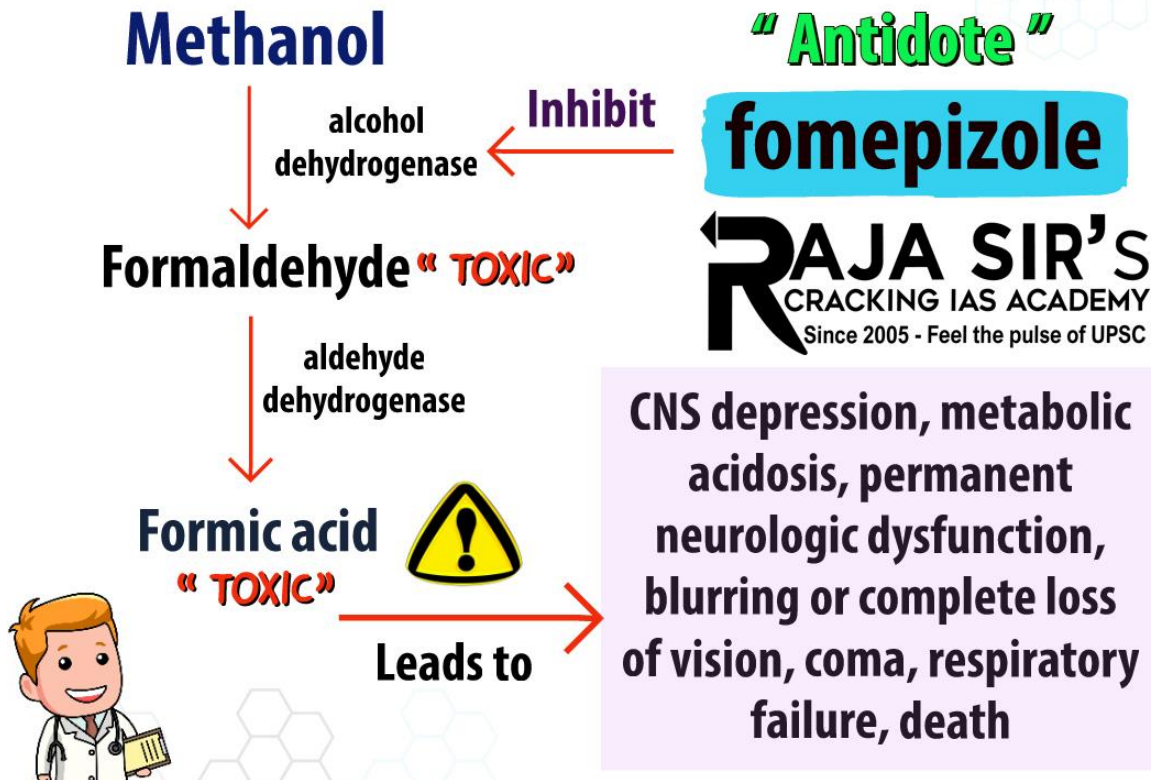 Methanol
" Antidote "
alcohol
dehydrogenase
Inhibit
fomepizole
Formaldehyde " TOXIC"
RAJA SIR'S
CRACKING IAS ACADEMY
Since 2005 - Feel the pulse of UPSC
aldehyde
dehydrogenase
Formic acid
" TOXIC"
Leads to
CNS depression, metabolic
acidosis, permanent
neurologic dysfunction,
blurring or complete loss
of vision, coma, respiratory
failure, death